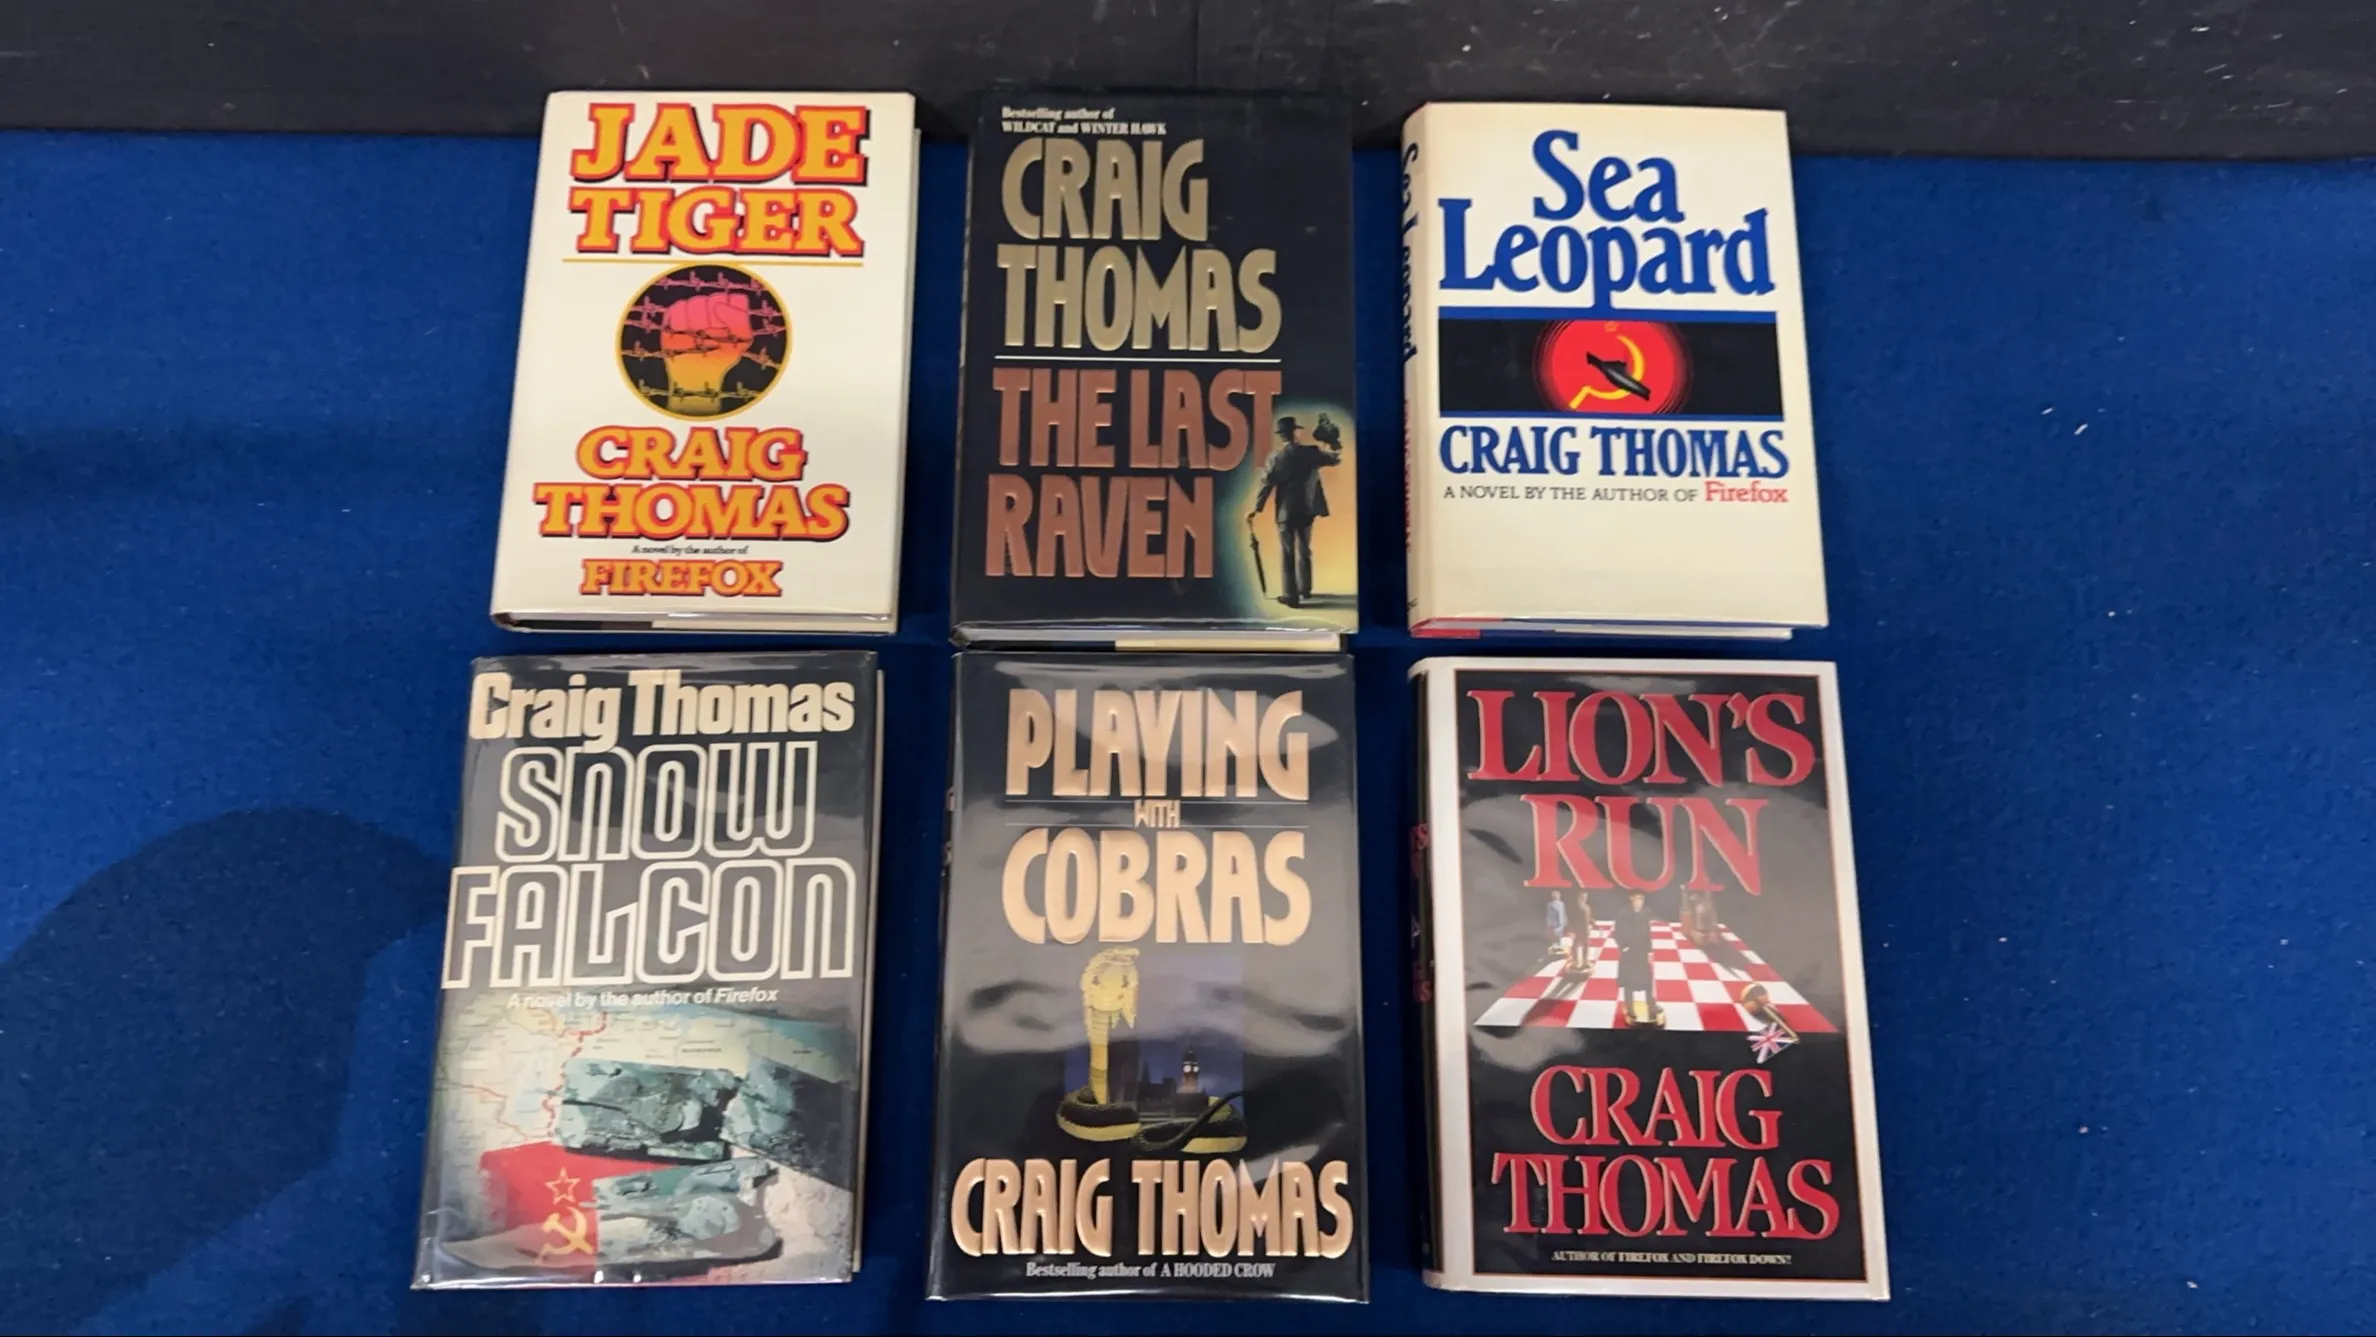 JADE
TIGER
CRAIG
THOMAS
A novel by the author of
FIREFOX
Bestselling author of
WILDCAT and WINTER HAWK
CRAIG
THOMAS
THE LAST
RAVEN
Sea Leopard
Sea
Leopard
CRAIG THOMAS
A NOVEL BY THE AUTHOR OF Firefox
Craig Thomas
SNOW
FALCON
A novel by the author of Firefox
PLAYING
WITH
COBRAS
CRAIG THOMAS
Bestselling author of A HOODED CROW
LION'S
RUN
CRAIG
THOMAS
AUTHOR OF FIREFOX AND FIREFOX DOWN!